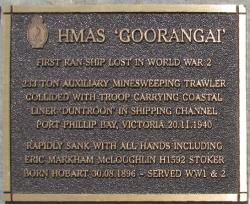 HMAS 'GOORANGAI'
FIRST RAN SHIP LOST IN WORLD WAR 2
233 TON AUXILIARY MINESWEEPING TRAWLER
COLLIDED WITH TROOP CARRYING COASTAL
LINER 'DUNTROON' IN SHIPPING CHANNEL
PORT PHILLIP BAY, VICTORIA 20.11.1940
RAPIDLY SANK WITH ALL HANDS INCLUDING
ERIC MARKHAM McLOUGHLIN H1592 STOKER
BORN HOBART 30.08.1896 – SERVED WW1 & 2